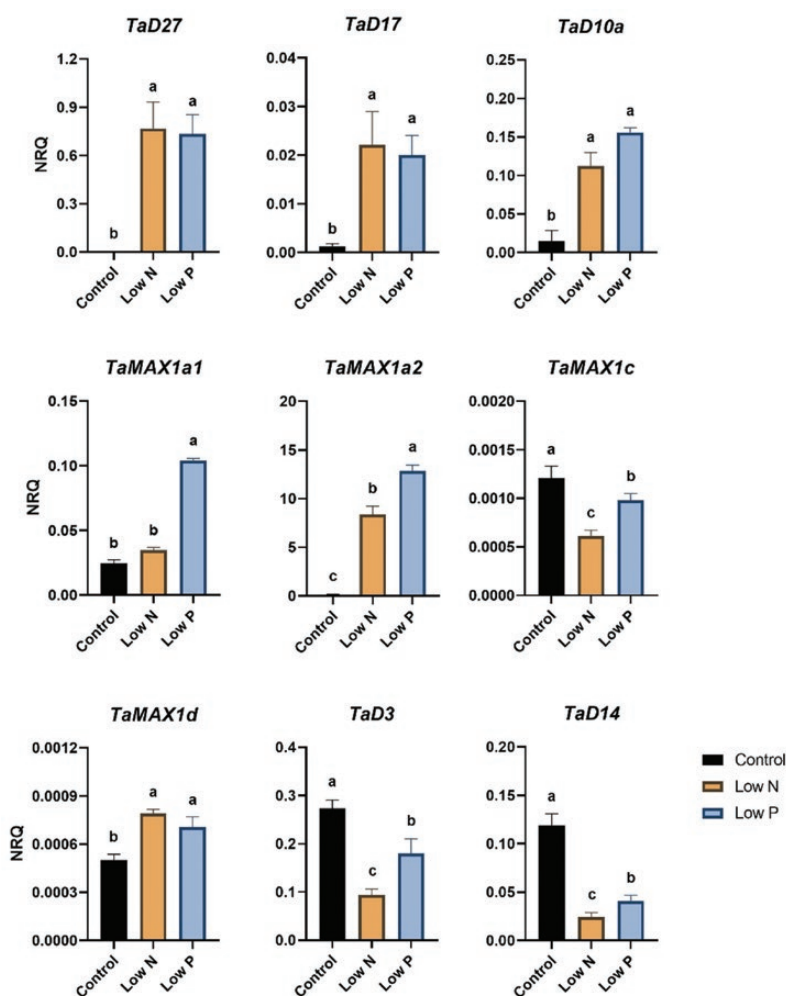 TaD27
TaD17
TaD10a
NRQ
1.2
0.9
0.6
0.3
0.0
b
a
a
Control
Low N
Low P
0.04
0.03
0.02
0.01
0.00
b
a
a
Control
Low N
Low P
0.25
0.20
0.15
0.10
0.05
0.00
b
a
a
Control
Low N
Low P
TaMAX1a1
TaMAX1a2
TaMAX1c
NRQ
0.15
0.10
0.05
0.00
b
b
a
Control
Low N
Low P
20
15
10
5
0
c
b
a
Control
Low N
Low P
0.0020
0.0015
0.0010
0.0005
0.0000
a
c
b
Control
Low N
Low P
TaMAX1d
TaD3
TaD14
NRQ
0.0012
0.0009
0.0006
0.0003
0.0000
b
a
a
Control
Low N
Low P
0.4
0.3
0.2
0.1
0.0
a
c
b
Control
Low N
Low P
0.20
0.15
0.10
0.05
0.00
a
c
b
Control
Low N
Low P
Control
Low N
Low P